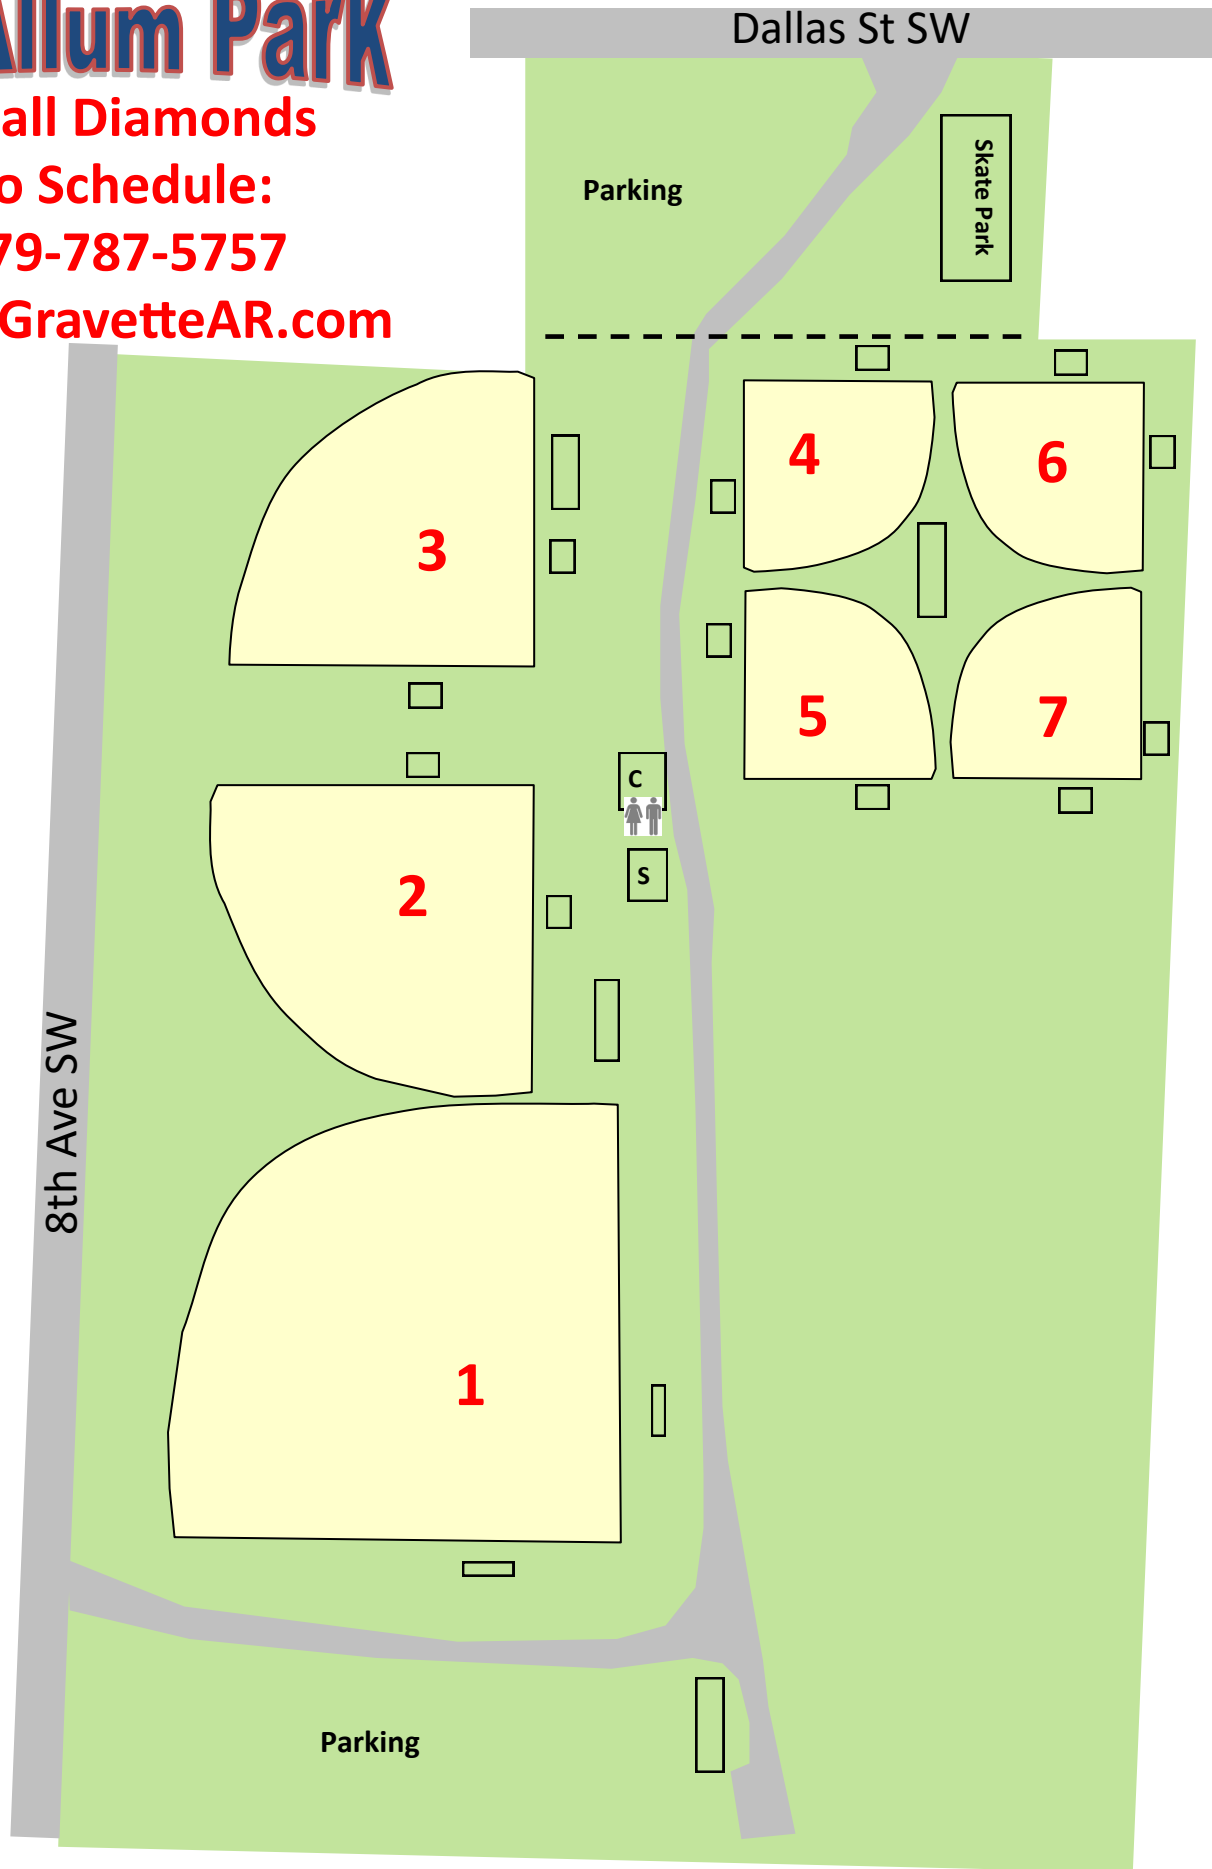 Allum Park
all Diamonds
o Schedule:
79-787-5757
GravetteAR.com
Dallas St SW
Parking
Skate Park
4
6
3
5
7
C
2
S
8th Ave SW
1
Parking